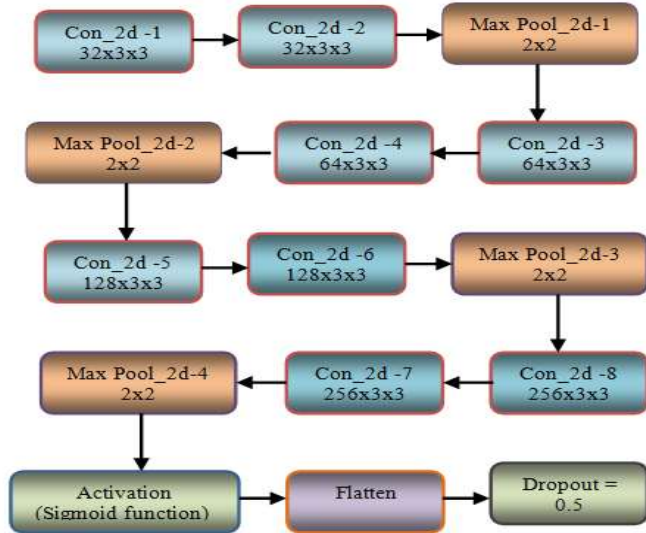 Con_2d -1
32x3x3
Con_2d -2
32x3x3
Max Pool_2d-1
2x2
Max Pool_2d-2
2x2
Con_2d -4
64x3x3
Con_2d -3
64x3x3
Con_2d -5
128x3x3
Con_2d -6
128x3x3
Max Pool_2d-3
2x2
Max Pool_2d-4
2x2
Con_2d -7
256x3x3
Con_2d -8
256x3x3
Activation
(Sigmoid function)
Flatten
Dropout =
0.5